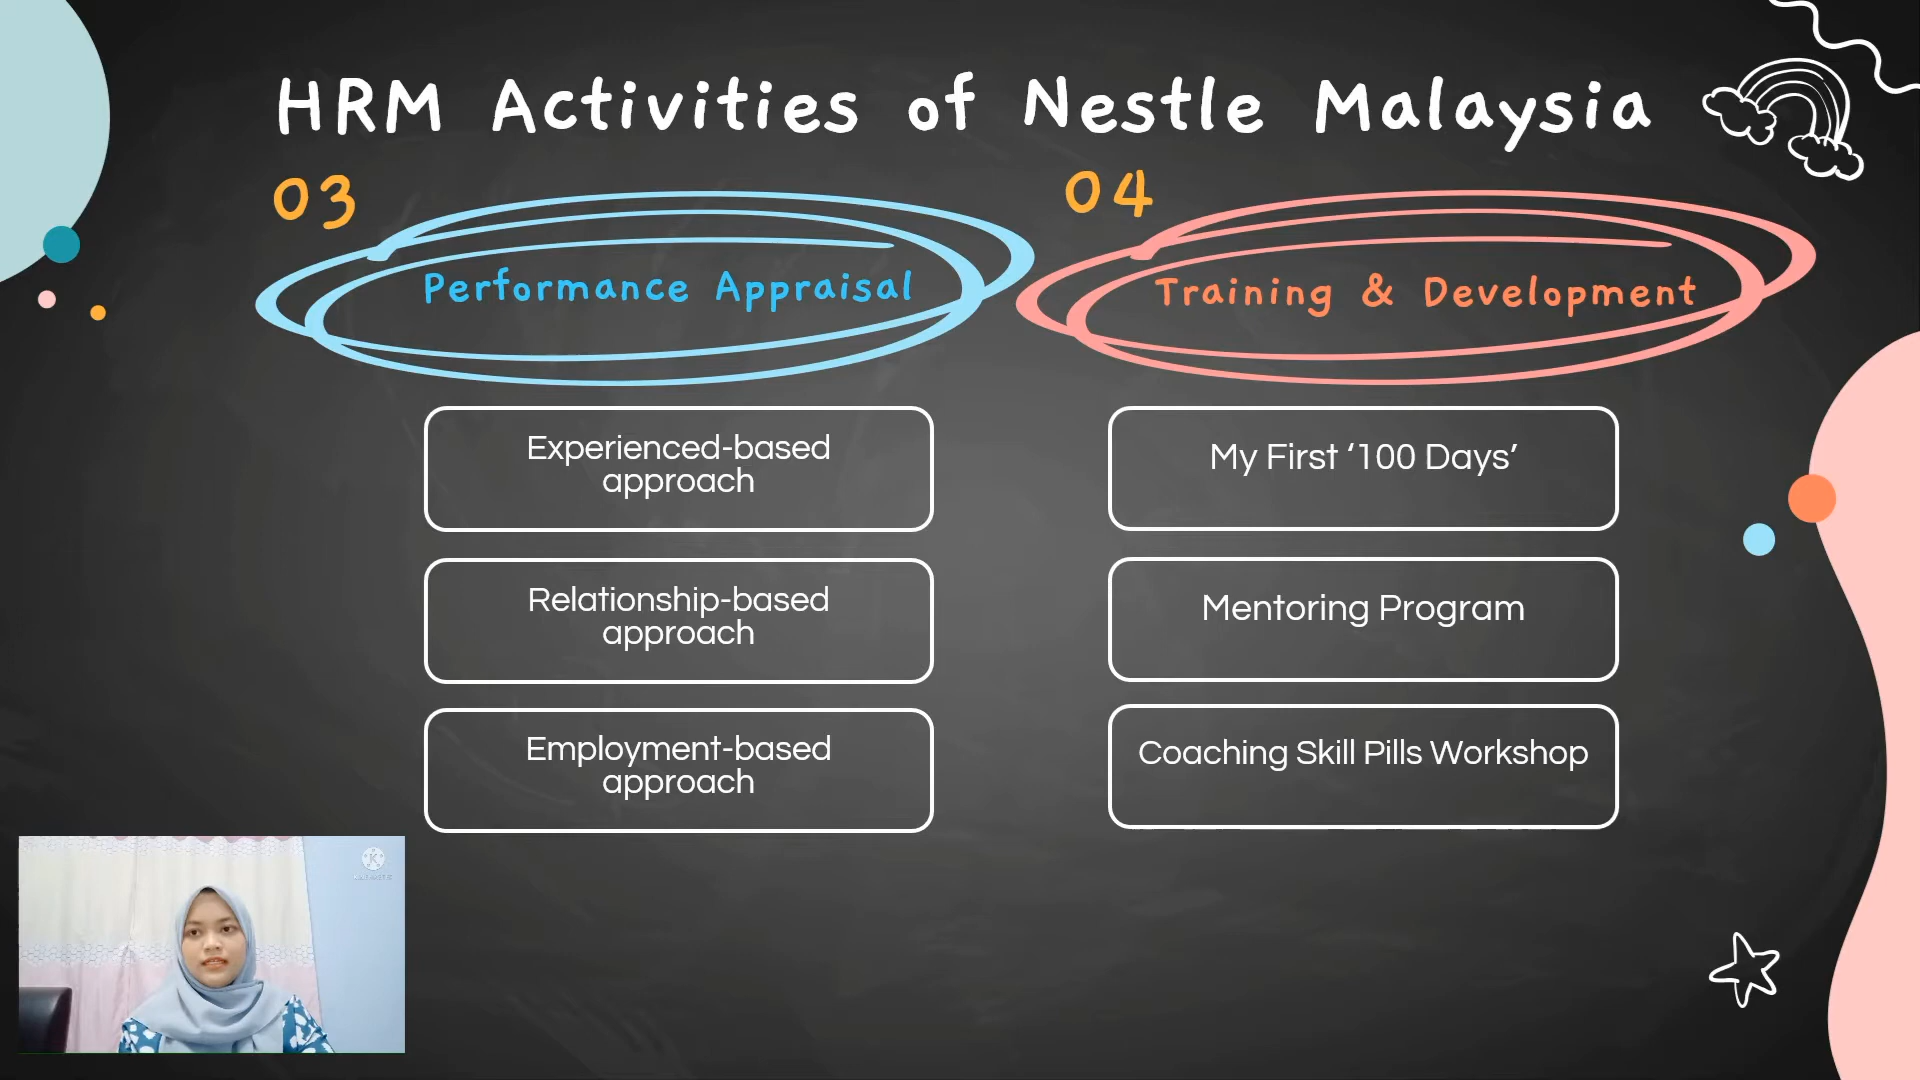 HRM Activities of Nestle Malaysia
03
Performance Appraisal
Experienced-based
approach
Relationship-based
approach
Employment-based
approach
04
Training & Development
My First ‘100 Days’
Mentoring Program
Coaching Skill Pills Workshop